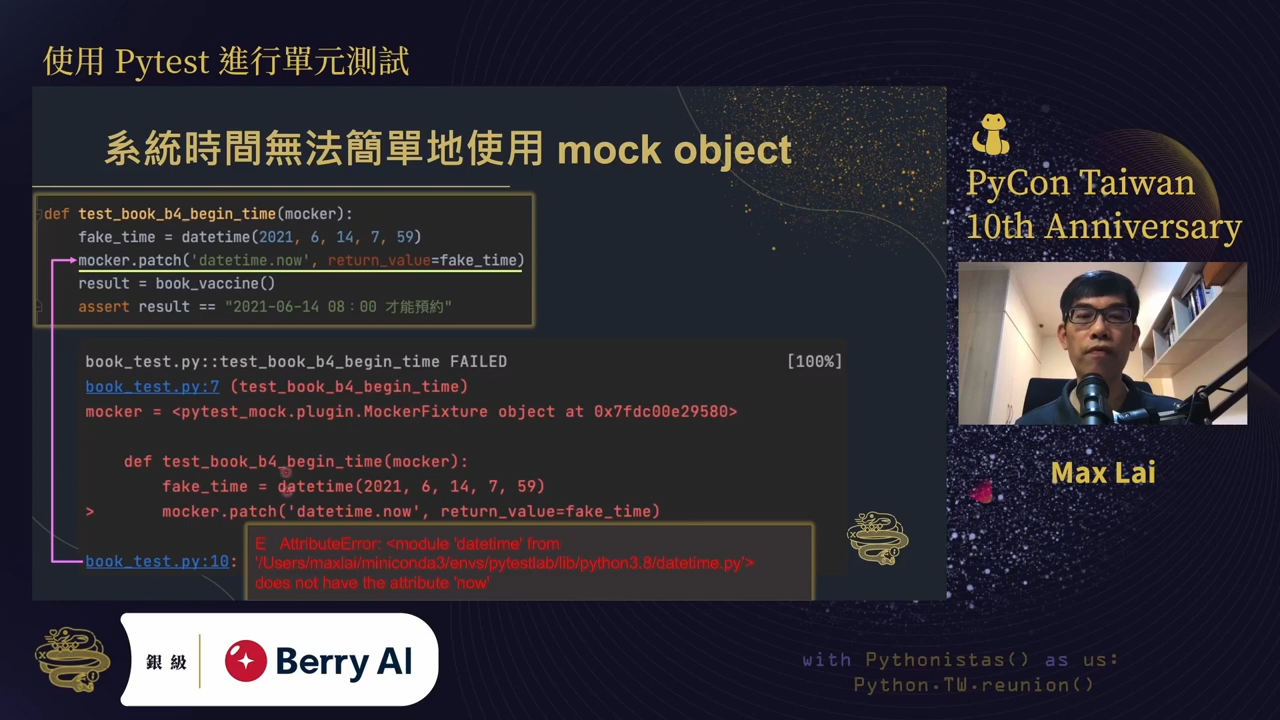 使用 Pytest 進行單元測試
系統時間無法簡單地使用 mock object
def test_book_b4_begin_time(mocker):
fake_time = datetime(2021, 6, 14, 7, 59)
mocker.patch('datetime.now', return_value=fake_time)
result = book_vaccine()
assert result == "2021-06-14 08：00 才能預約"
book_test.py::test_book_b4_begin_time FAILED [100%]
book_test.py:7 (test_book_b4_begin_time)
mocker = <pytest_mock.plugin.MockerFixture object at 0x7fdc00e29580>
def test_book_b4_begin_time(mocker):
fake_time = datetime(2021, 6, 14, 7, 59)
> mocker.patch('datetime.now', return_value=fake_time)
book_test.py:10:
E AttributeError: <module 'datetime' from
'/Users/maxlai/miniconda3/envs/pytestlab/lib/python3.8/datetime.py'>
does not have the attribute 'now'
PyCon Taiwan
10th Anniversary
Max Lai
銀級
Berry AI
with Pythonistas() as us:
Python.TW.reunion()